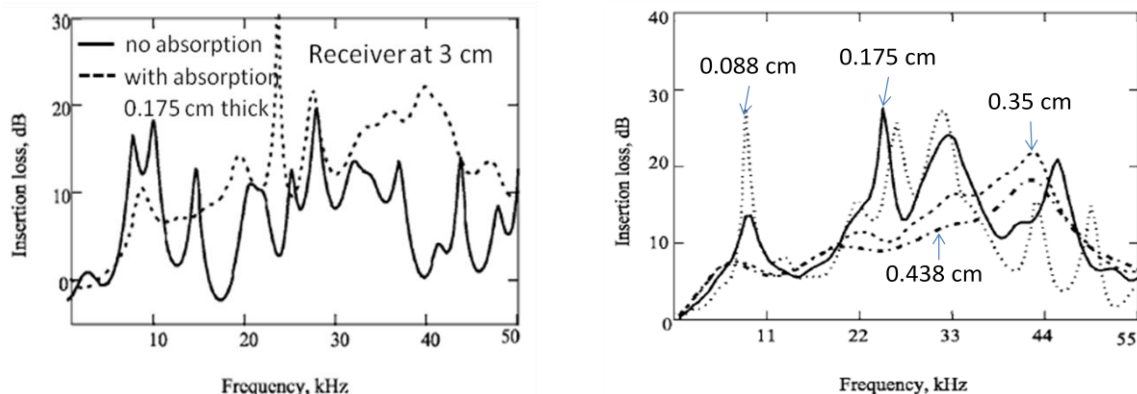 30
20
10
0
Insertion loss, dB
no absorption
with absorption
0.175 cm thick
Receiver at 3 cm
10 20 30 40 50
Frequency, kHz
40
30
20
10
0
Insertion loss, dB
0.088 cm
0.175 cm
0.35 cm
0.438 cm
11 22 33 44 55
Frequency, kHz